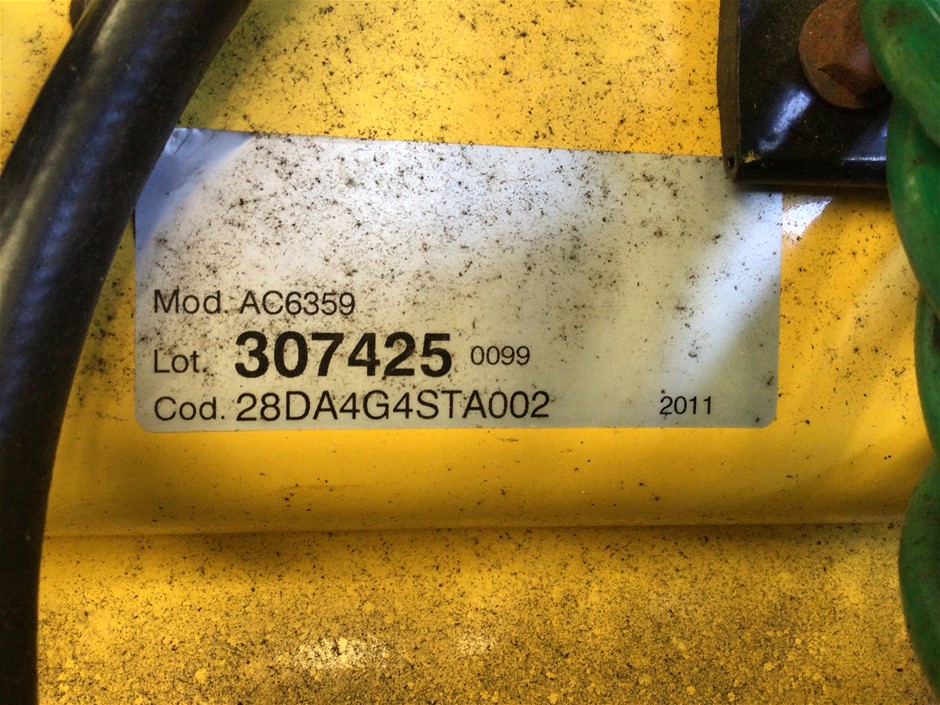 Mod. AC6359
Lot. 307425 0099
Cod. 28DA4G4STA002 2011